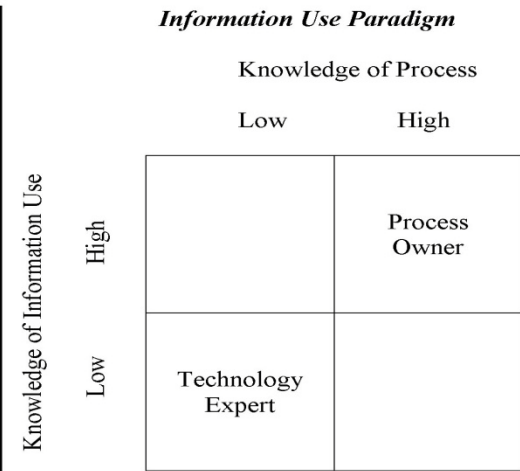 Information Use Paradigm
Knowledge of Process
Low High
Knowledge of Information Use
High
Process
Owner
Low
Technology
Expert